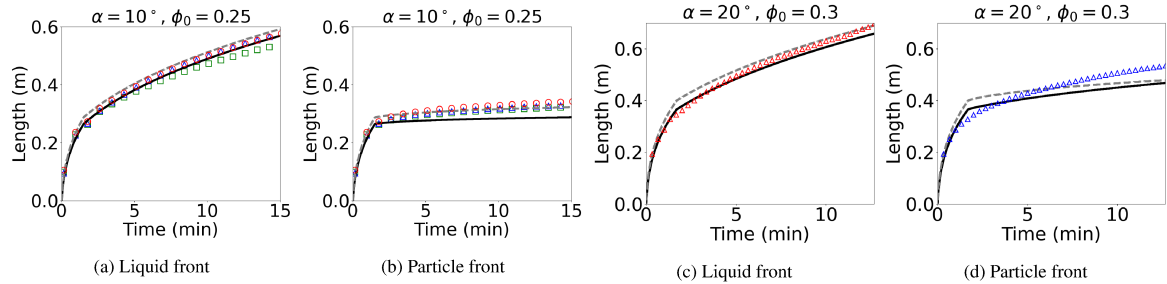 α = 10°, ϕ₀ = 0.25
Length (m)
0.6
0.4
0.2
0.0
0 5 10 15
Time (min)
(a) Liquid front
α = 10°, ϕ₀ = 0.25
Length (m)
0.6
0.4
0.2
0.0
0 5 10 15
Time (min)
(b) Particle front
α = 20°, ϕ₀ = 0.3
Length (m)
0.6
0.4
0.2
0.0
0 5 10
Time (min)
(c) Liquid front
α = 20°, ϕ₀ = 0.3
Length (m)
0.6
0.4
0.2
0.0
0 5 10
Time (min)
(d) Particle front